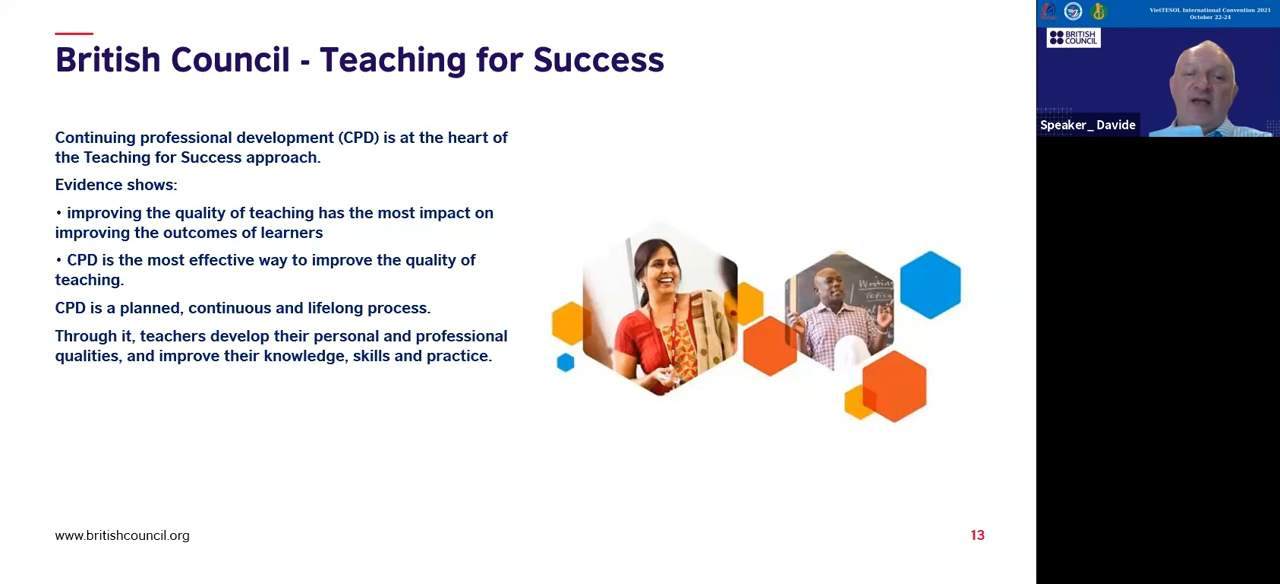 British Council - Teaching for Success
Continuing professional development (CPD) is at the heart of
the Teaching for Success approach.
Evidence shows:
• improving the quality of teaching has the most impact on
improving the outcomes of learners
• CPD is the most effective way to improve the quality of
teaching.
CPD is a planned, continuous and lifelong process.
Through it, teachers develop their personal and professional
qualities, and improve their knowledge, skills and practice.
Writing
www.britishcouncil.org
13
VietTESOL International Convention 2021
October 22-24
BRITISH
COUNCIL
Speaker_ Davide